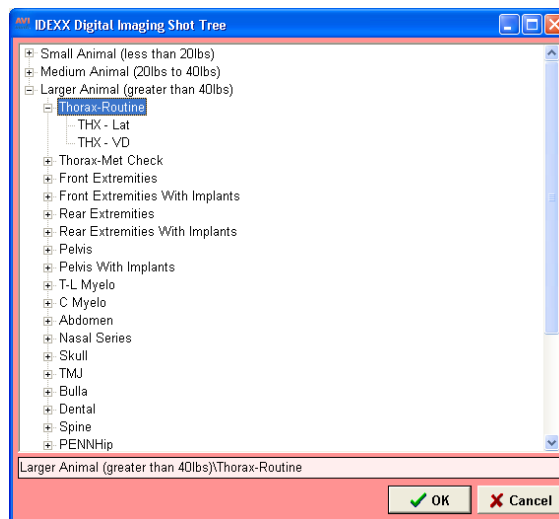 AVI IDEXX Digital Imaging Shot Tree
Small Animal (less than 20lbs)
Medium Animal (20lbs to 40lbs)
Larger Animal (greater than 40lbs)
Thorax-Routine
THX - Lat
THX - VD
Thorax-Met Check
Front Extremities
Front Extremities With Implants
Rear Extremities
Rear Extremities With Implants
Pelvis
Pelvis With Implants
T-L Myelo
C Myelo
Abdomen
Nasal Series
Skull
TMJ
Bulla
Dental
Spine
PENNHip
Larger Animal (greater than 40lbs)\Thorax-Routine
OK Cancel